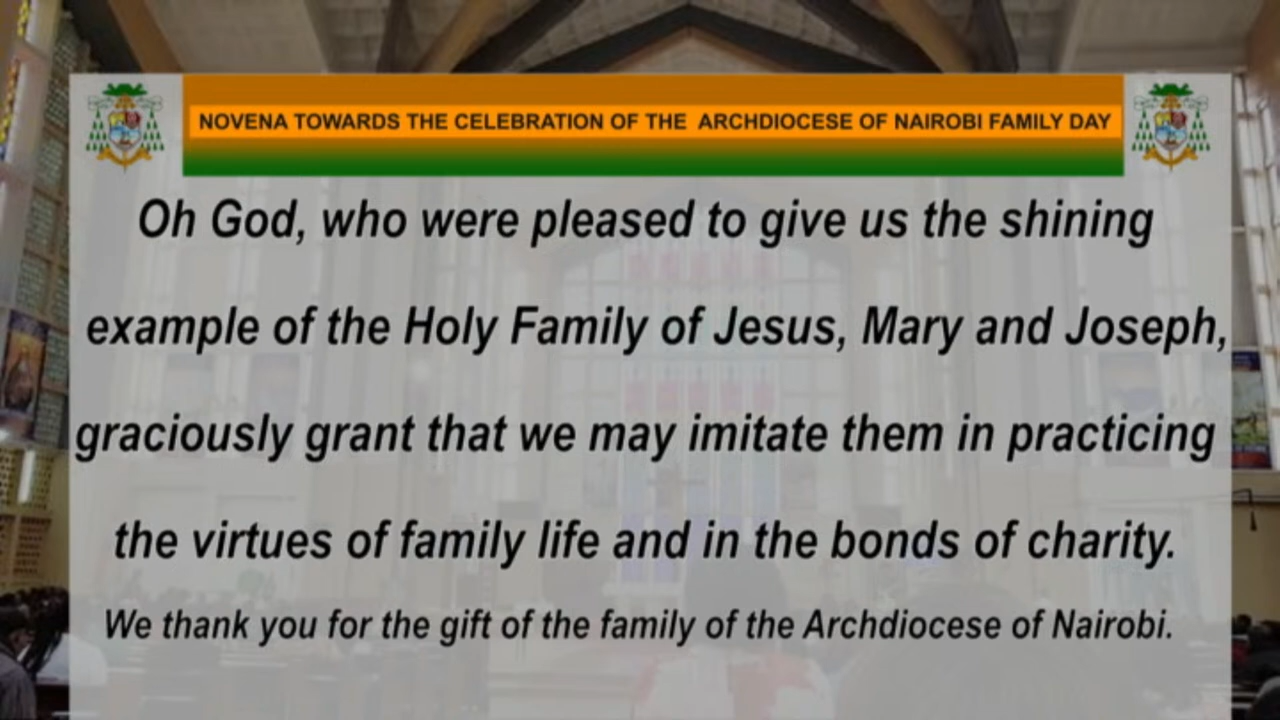 NOVENA TOWARDS THE CELEBRATION OF THE ARCHDIOCESE OF NAIROBI FAMILY DAY
Oh God, who were pleased to give us the shining
example of the Holy Family of Jesus, Mary and Joseph,
graciously grant that we may imitate them in practicing
the virtues of family life and in the bonds of charity.
We thank you for the gift of the family of the Archdiocese of Nairobi.